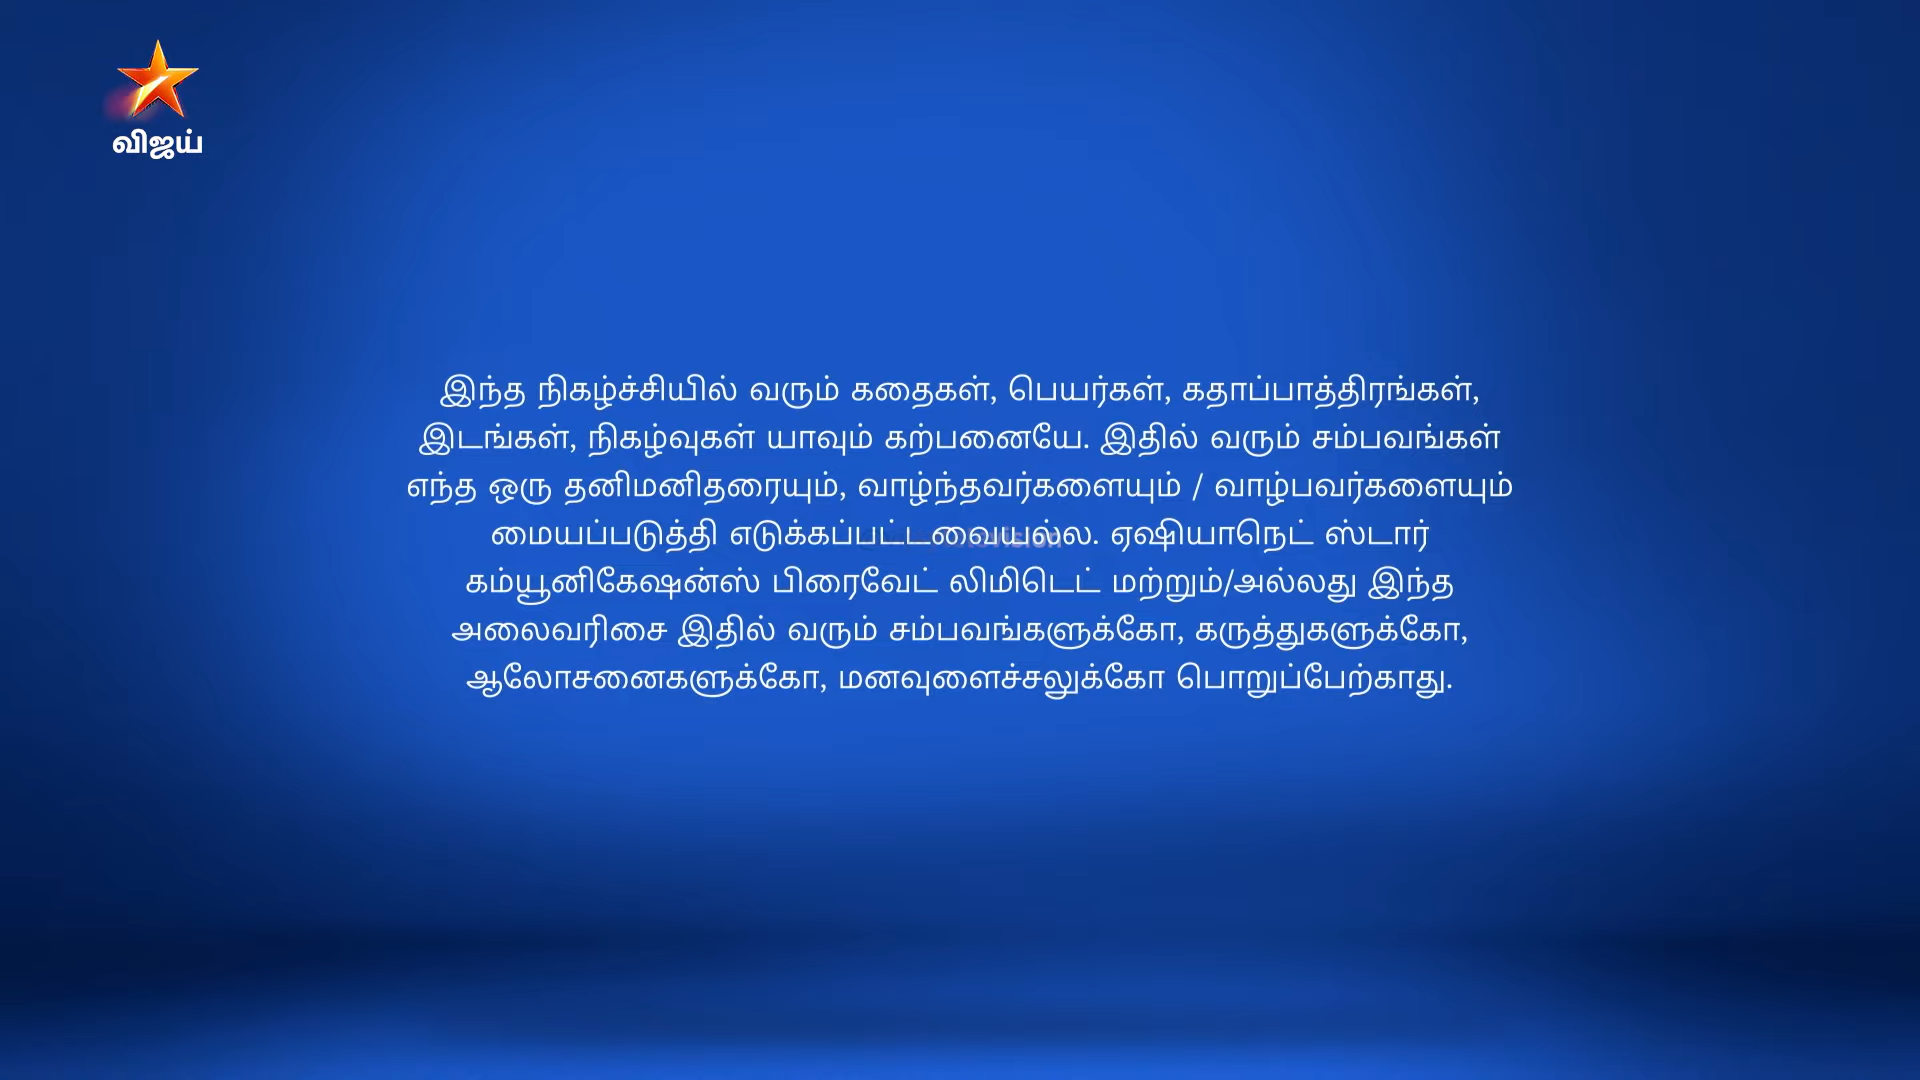 விஜய்
இந்த நிகழ்ச்சியில் வரும் கதைகள், பெயர்கள், கதாப்பாத்திரங்கள்,
இடங்கள், நிகழ்வுகள் யாவும் கற்பனையே. இதில் வரும் சம்பவங்கள்
எந்த ஒரு தனிமனிதரையும், வாழ்ந்தவர்களையும் / வாழ்பவர்களையும்
மையப்படுத்தி எடுக்கப்பட்டவையல்ல. ஏஷியாநெட் ஸ்டார்
கம்யூனிகேஷன்ஸ் பிரைவேட் லிமிடெட் மற்றும்/அல்லது இந்த
அலைவரிசை இதில் வரும் சம்பவங்களுக்கோ, கருத்துகளுக்கோ,
ஆலோசனைகளுக்கோ, மனவுளைச்சலுக்கோ பொறுப்பேற்காது.